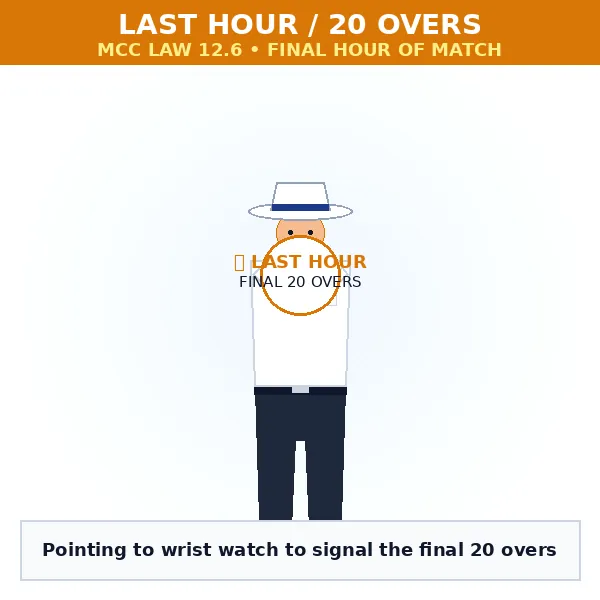 LAST HOUR / 20 OVERS
MCC LAW 12.6 • FINAL HOUR OF MATCH
LAST HOUR
FINAL 20 OVERS
Pointing to wrist watch to signal the final 20 overs